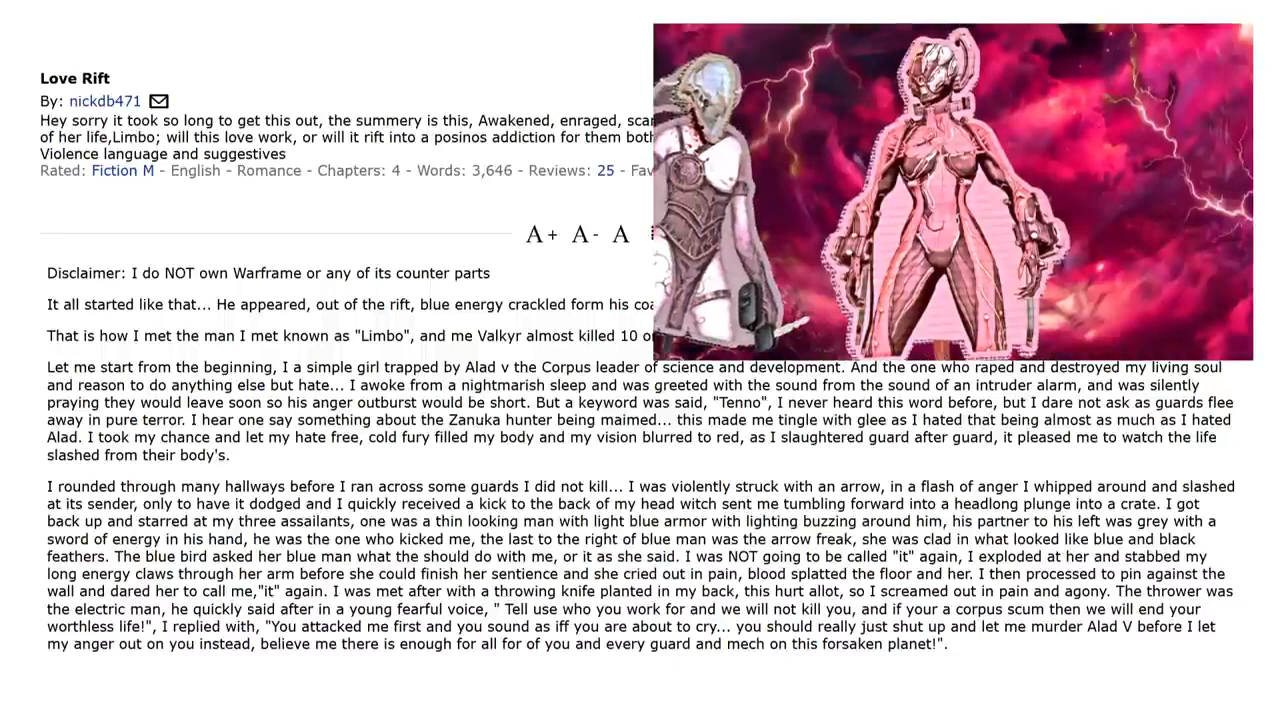 Love Rift
By: nickdb471
Hey sorry it took so long to get this out, the summery is this, Awakened, enraged,
of her life,Limbo; will this love work, or will it rift into a posinos addiction for them both
Violence language and suggestives
Rated: Fiction M - English - Romance - Chapters: 4 - Words: 3,646 - Reviews: 25 -
A+ A- A
Disclaimer: I do NOT own Warframe or any of its counter parts
It all started like that... He appeared, out of the rift, blue energy crackled form his
That is how I met the man I met known as "Limbo", and me Valkyr almost killed 10
Let me start from the beginning, I a simple girl trapped by Alad v the Corpus leader of science and development. And the one who raped and destroyed my living soul
and reason to do anything else but hate... I awoke from a nightmarish sleep and was greeted with the sound from the sound of an intruder alarm, and was silently
praying they would leave soon so his anger outburst would be short. But a keyword was said, "Tenno", I never heard this word before, but I dare not ask as guards flee
away in pure terror. I hear one say something about the Zanuka hunter being maimed... this made me tingle with glee as I hated that being almost as much as I hated
Alad. I took my chance and let my hate free, cold fury filled my body and my vision blurred to red, as I slaughtered guard after guard, it pleased me to watch the life
slashed from their body's.
I rounded through many hallways before I ran across some guards I did not kill... I was violently struck with an arrow, in a flash of anger I whipped around and slashed
at its sender, only to have it dodged and I quickly received a kick to the back of my head witch sent me tumbling forward into a headlong plunge into a crate. I got
back up and starred at my three assailants, one was a thin looking man with light blue armor with lighting buzzing around him, his partner to his left was grey with a
sword of energy in his hand, he was the one who kicked me, the last to the right of blue man was the arrow freak, she was clad in what looked like blue and black
feathers. The blue bird asked her blue man what the should do with me, or it as she said. I was NOT going to be called "it" again, I exploded at her and stabbed my
long energy claws through her arm before she could finish her sentience and she cried out in pain, blood splatted the floor and her. I then processed to pin against the
wall and dared her to call me,"it" again. I was met after with a throwing knife planted in my back, this hurt allot, so I screamed out in pain and agony. The thrower was
the electric man, he quickly said after in a young fearful voice, " Tell use who you work for and we will not kill you, and if your a corpus scum then we will end your
worthless life!", I replied with, "You attacked me first and you sound as iff you are about to cry... you should really just shut up and let me murder Alad V before I let
my anger out on you instead, believe me there is enough for all for of you and every guard and mech on this forsaken planet!".